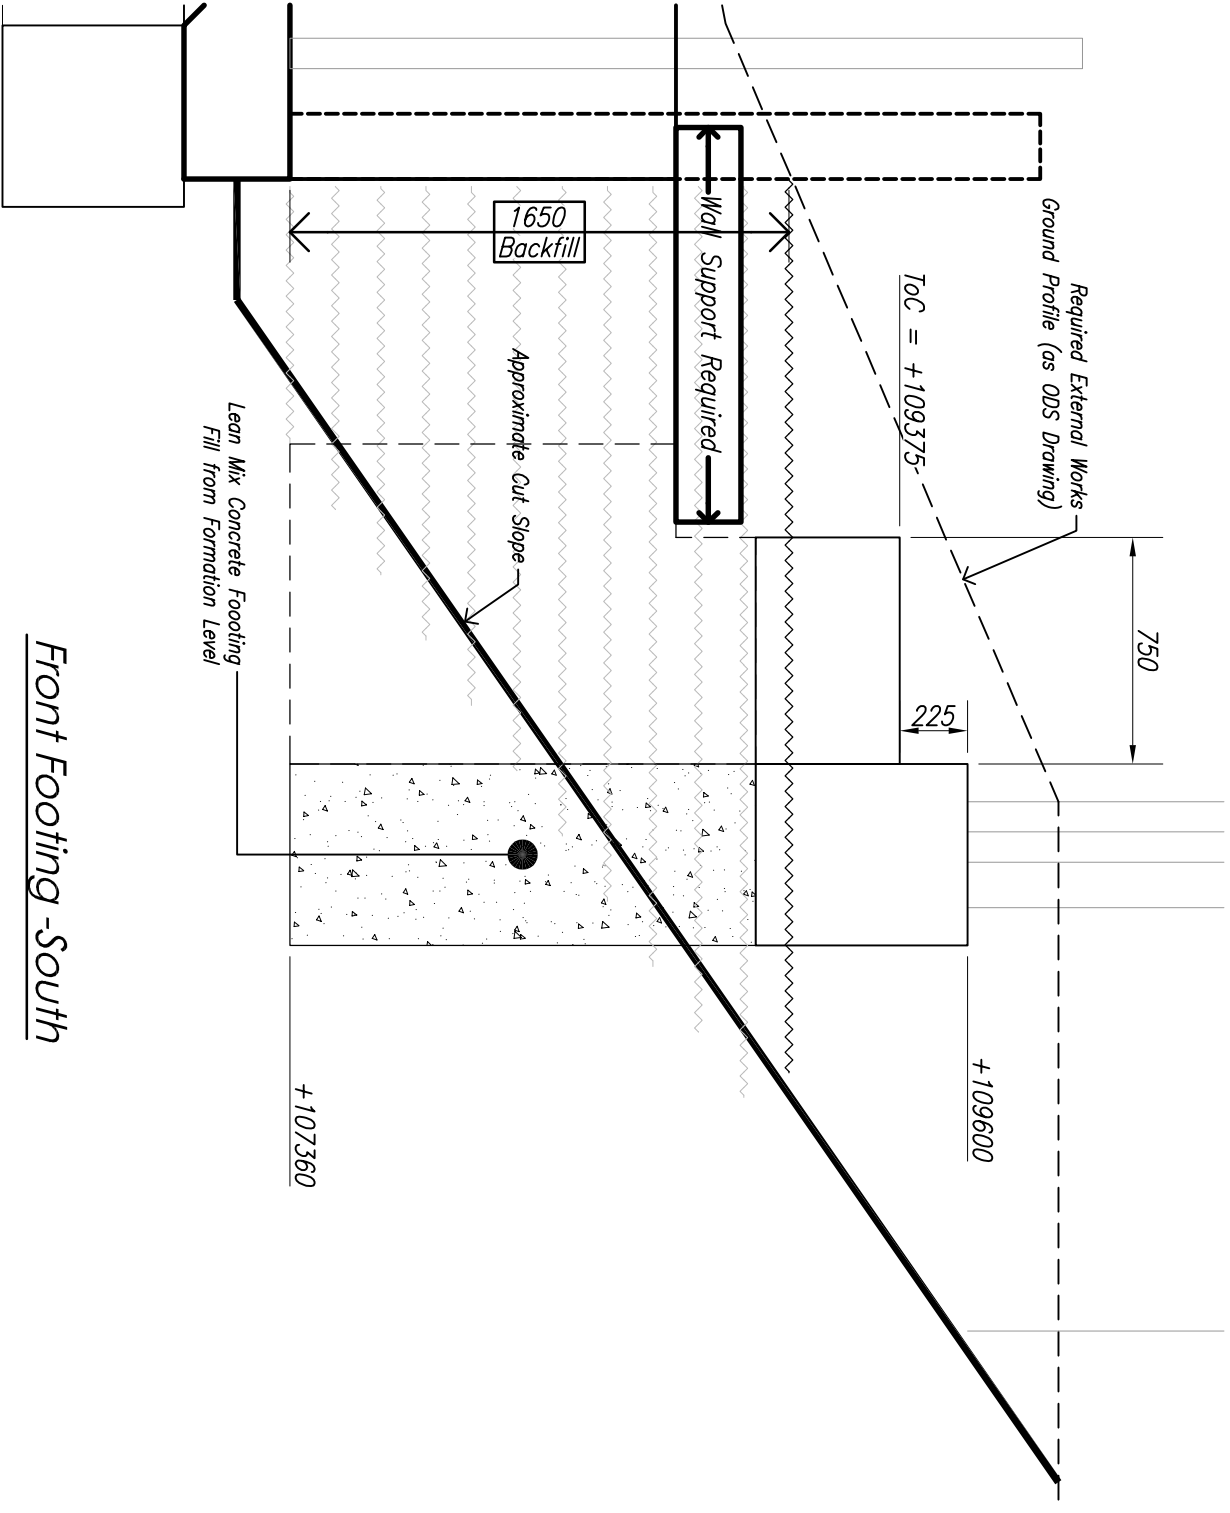 Required External Works
Ground Profile (as ODS Drawing)
750
ToC = +109375
225
1650
Backfill
Wall Support Required
+109600
Approximate Cut Slope
Lean Mix Concrete Footing
Fill from Formation Level
+107360
Front Footing -South